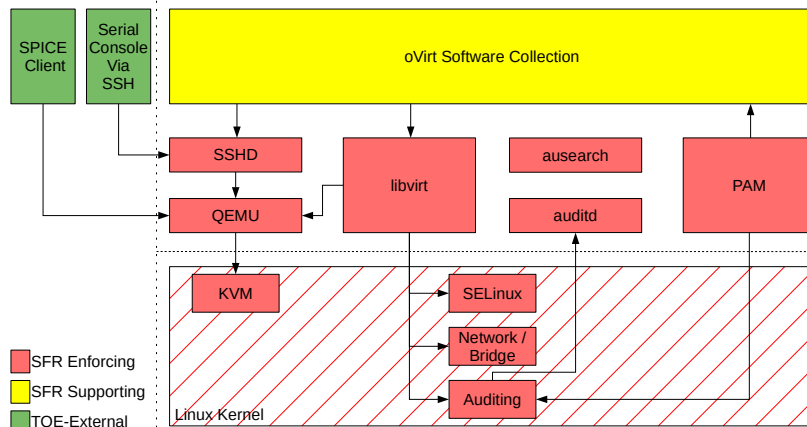 SPICE
Client
Serial
Console
Via
SSH
oVirt Software Collection
SSHD
libvirt
ausearch
PAM
QEMU
auditd
KVM
SELinux
Network /
Bridge
Auditing
SFR Enforcing
SFR Supporting
TOE-External
Linux Kernel